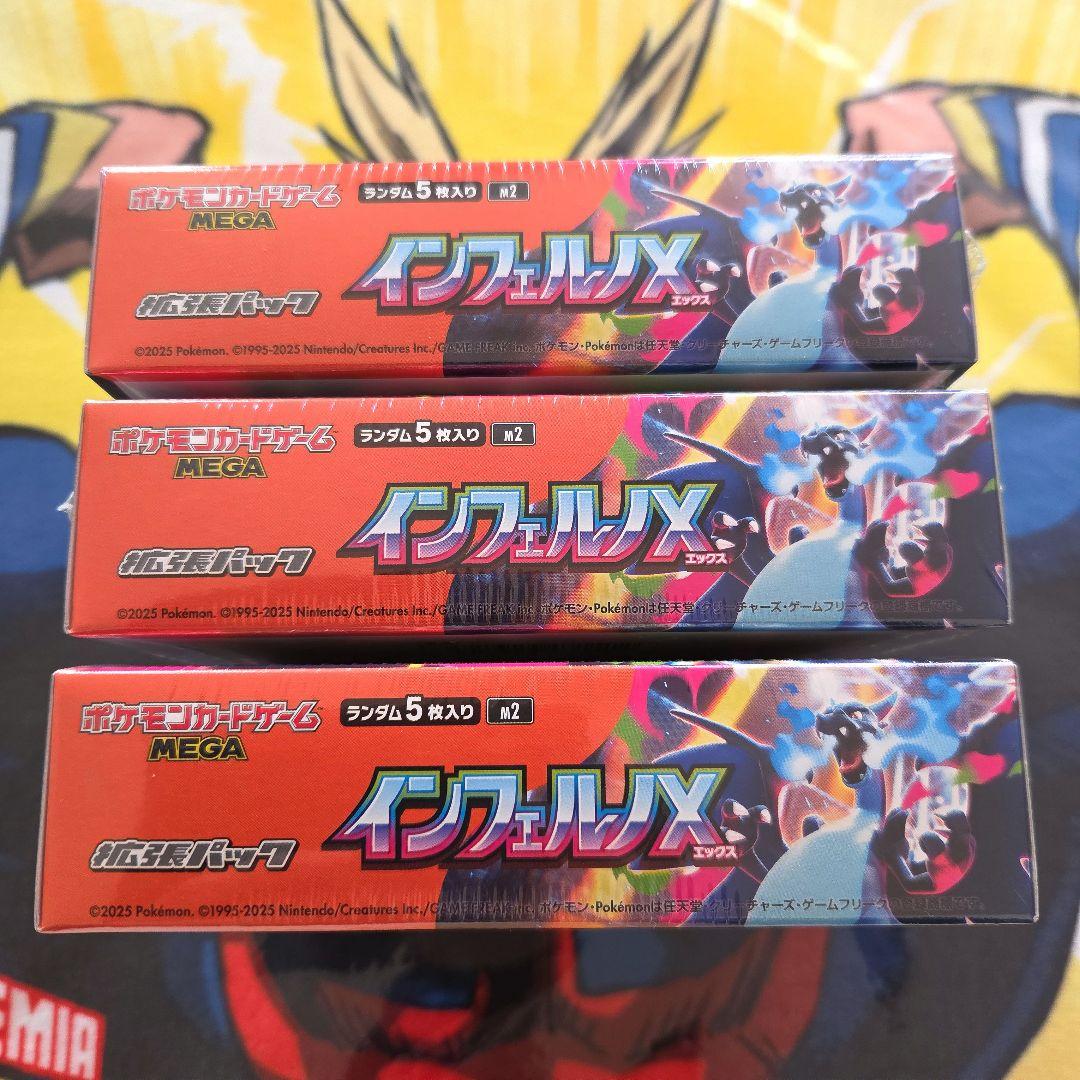 ポケモンカードゲーム
MEGA
ランダム5枚入り M2
インフェルノX
エックス
拡張パック
©2025 Pokémon. ©1995-2025 Nintendo/Creatures Inc./GAME FREAK inc. ポケモン・Pokémonは任天堂・クリーチャーズ・ゲームフリークの登録商標です。
ポケモンカードゲーム
MEGA
ランダム5枚入り M2
インフェルノX
エックス
拡張パック
©2025 Pokémon. ©1995-2025 Nintendo/Creatures Inc./GAME FREAK inc. ポケモン・Pokémonは任天堂・クリーチャーズ・ゲームフリークの登録商標です。
ポケモンカードゲーム
MEGA
ランダム5枚入り M2
インフェルノX
エックス
拡張パック
©2025 Pokémon. ©1995-2025 Nintendo/Creatures Inc./GAME FREAK inc. ポケモン・Pokémonは任天堂・クリーチャーズ・ゲームフリークの登録商標です。
EMIA